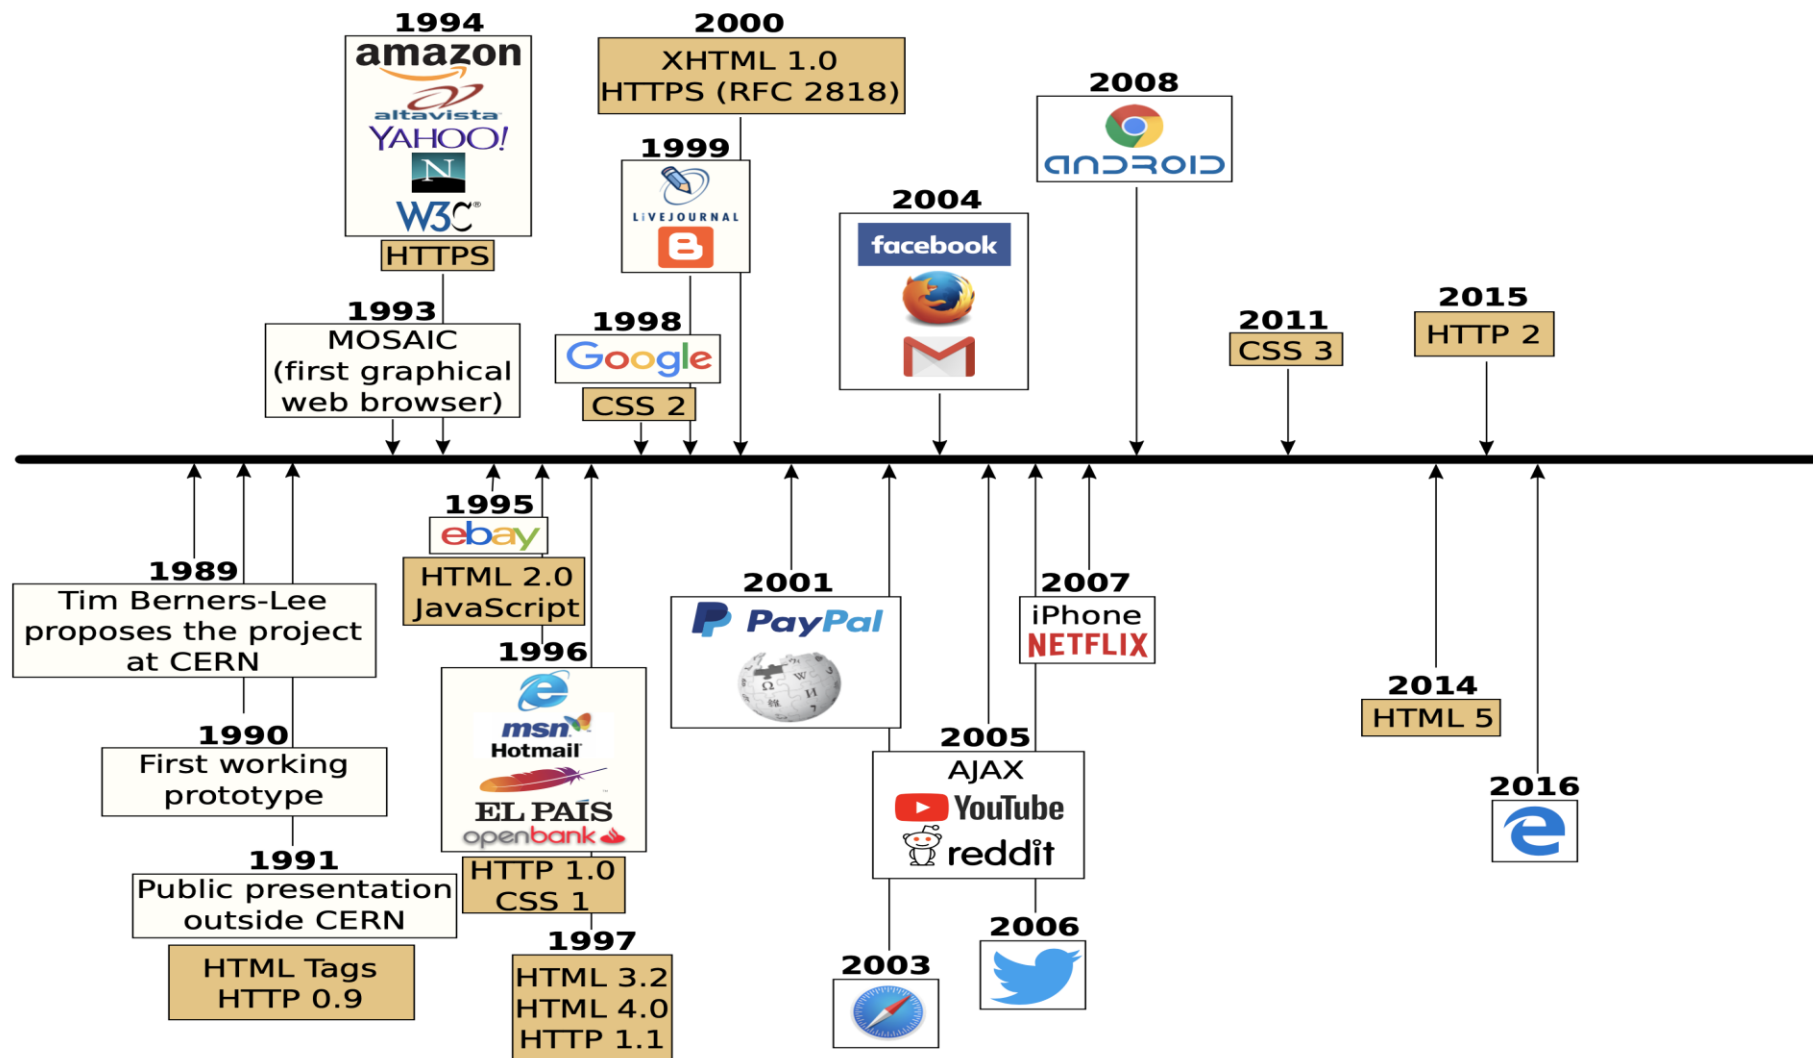 1994
amazon
altavista
YAHOO!
N
W3C®
HTTPS
1993
MOSAIC
(first graphical
web browser)
2000
XHTML 1.0
HTTPS (RFC 2818)
1999
LiVEJOURNAL
B
1998
Google
CSS 2
2004
facebook
M
2008
ANDROID
2011
CSS 3
2015
HTTP 2
1989
Tim Berners-Lee
proposes the project
at CERN
1990
First working
prototype
1991
Public presentation
outside CERN
HTML Tags
HTTP 0.9
1995
ebay
HTML 2.0
JavaScript
1996
e
msn
Hotmail
™
EL PAÍS
openbank
HTTP 1.0
CSS 1
1997
HTML 3.2
HTML 4.0
HTTP 1.1
2001
P PayPal
Ω W И
2003
2005
AJAX
YouTube
reddit
2006
2007
iPhone
NETFLIX
2014
HTML 5
2016
e